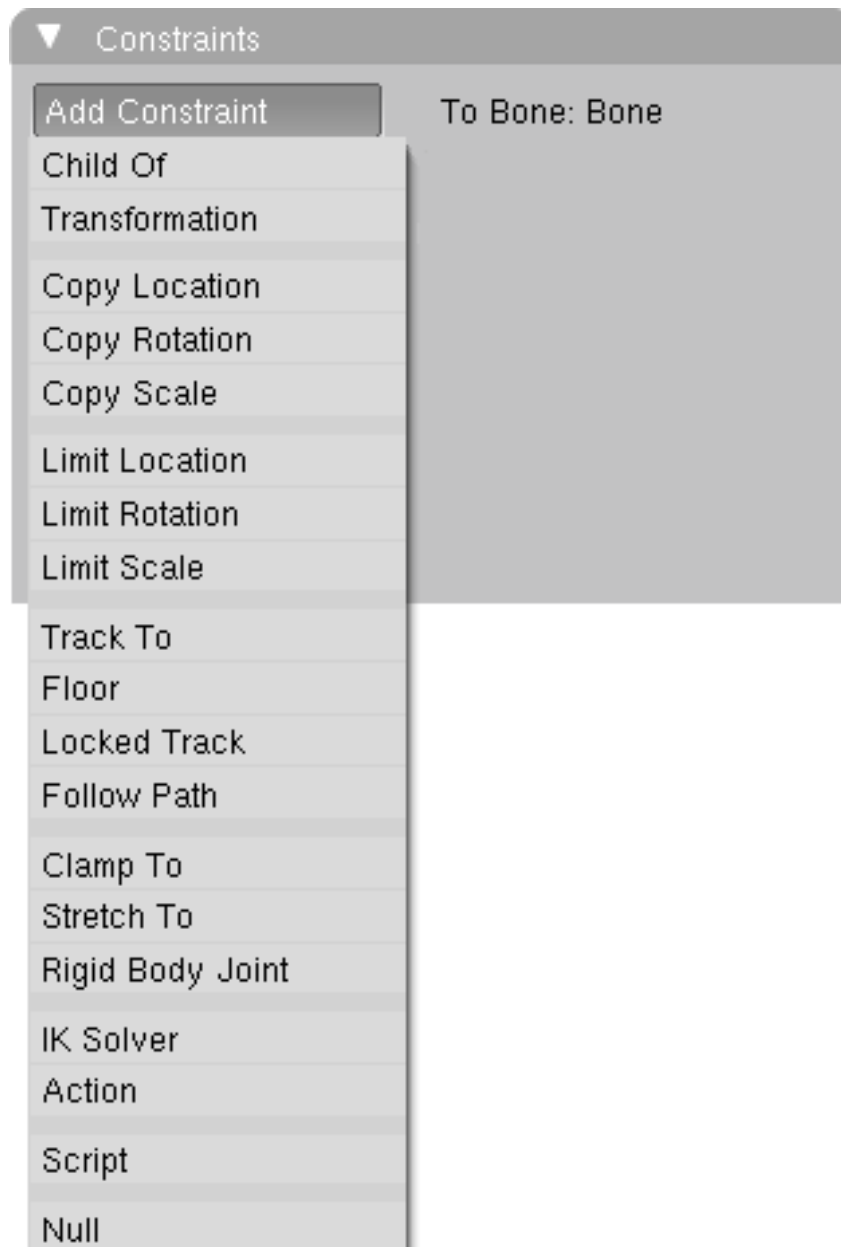 Constraints
Add Constraint To Bone: Bone
Child Of
Transformation
Copy Location
Copy Rotation
Copy Scale
Limit Location
Limit Rotation
Limit Scale
Track To
Floor
Locked Track
Follow Path
Clamp To
Stretch To
Rigid Body Joint
IK Solver
Action
Script
Null